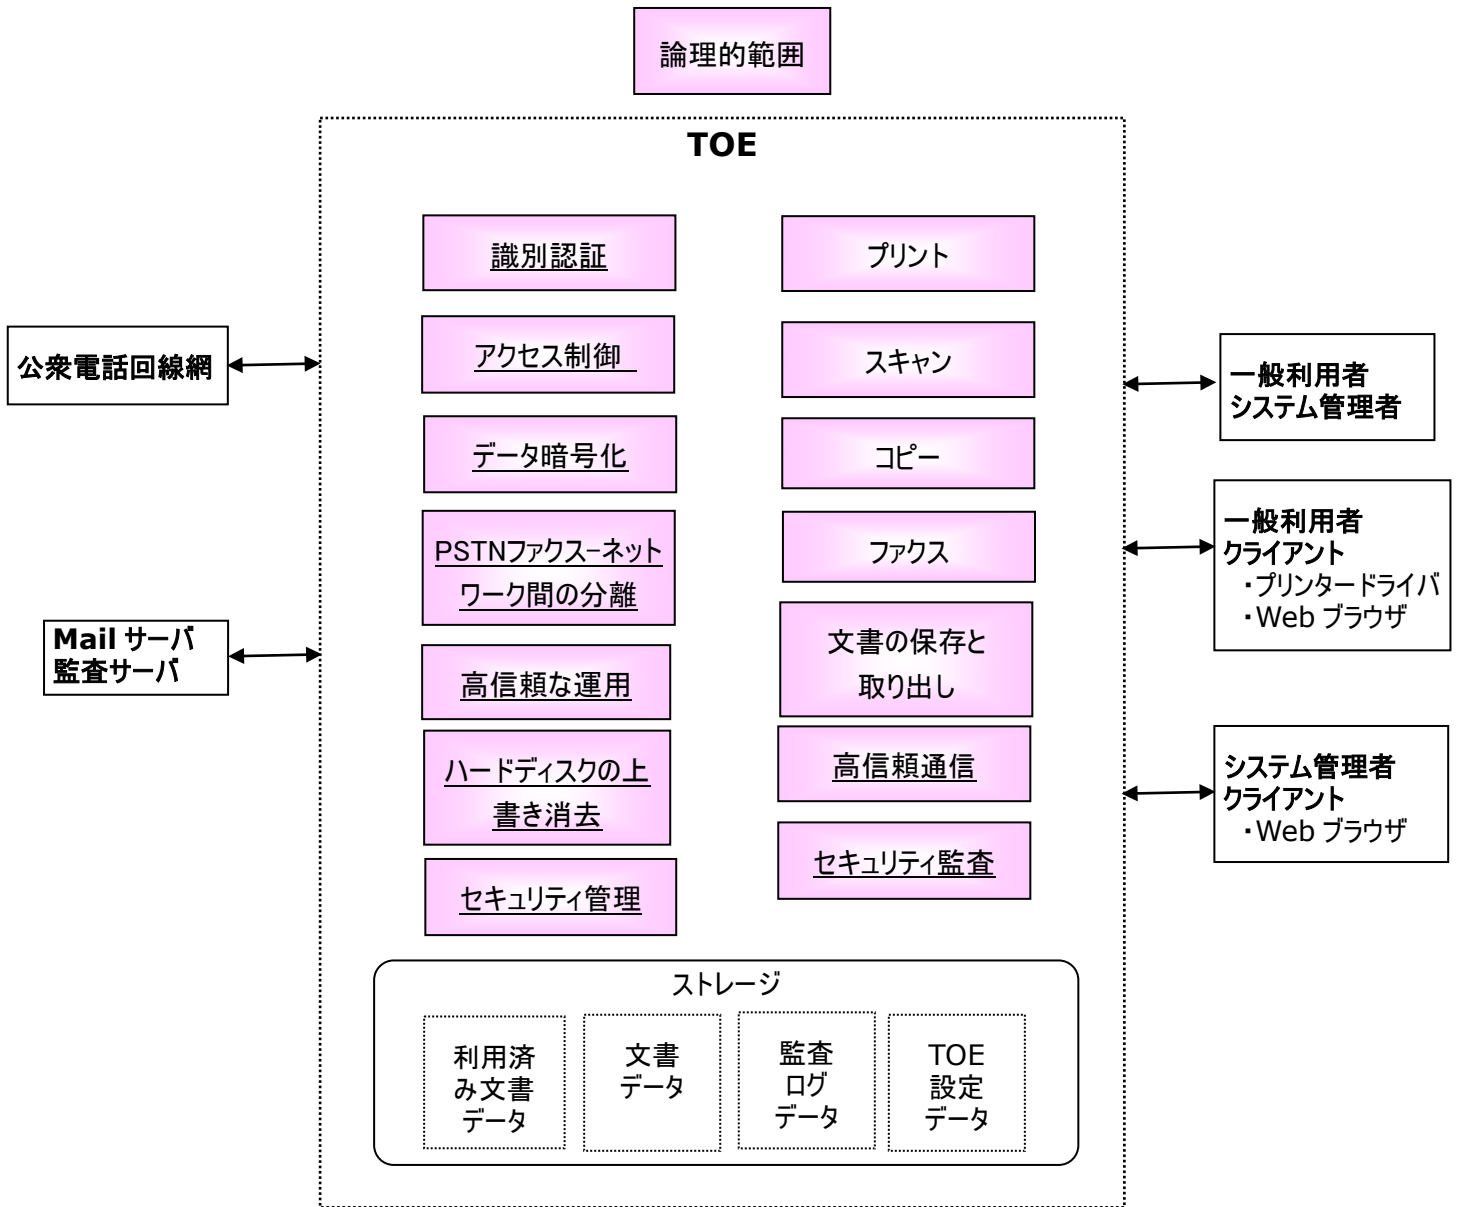 論理的範囲
TOE
識別認証
アクセス制御
データ暗号化
PSTNファクス-ネット
ワーク間の分離
高信頼な運用
ハードディスクの上
書き消去
セキュリティ管理
プリント
スキャン
コピー
ファクス
文書の保存と
取り出し
高信頼通信
セキュリティ監査
公衆電話回線網
Mail サーバ
監査サーバ
一般利用者
システム管理者
一般利用者
クライアント
・プリンタードライバ
・Web ブラウザ
システム管理者
クライアント
・Web ブラウザ
ストレージ
利用済
み文書
データ
文書
データ
監査
ログ
データ
TOE
設定
データ